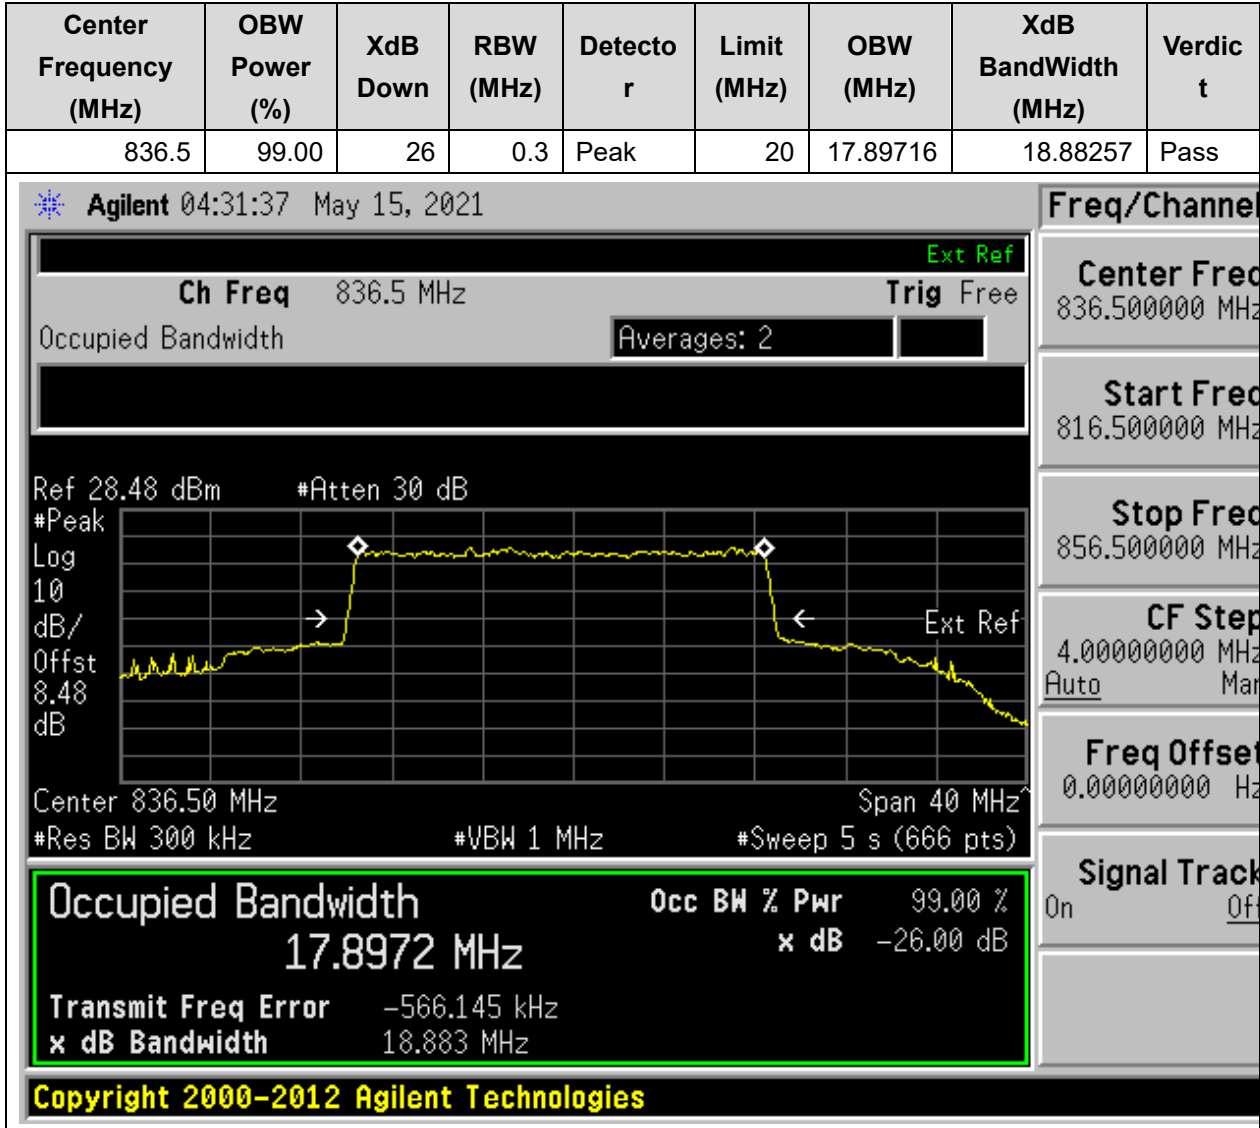 Center Frequency (MHz) OBW Power (%) XdB Down RBW (MHz) Detector Limit (MHz) OBW (MHz) XdB BandWidth (MHz) Verdict
836.5 99.00 26 0.3 Peak 20 17.89716 18.88257 Pass
Agilent 04:31:37 May 15, 2021
Freq/Channel
Ext Ref
Ch Freq 836.5 MHz Trig Free
Occupied Bandwidth Averages: 2
Center Freq
836.500000 MHz
Start Freq
816.500000 MHz
Stop Freq
856.500000 MHz
CF Step
4.00000000 MHz
Auto Man
Freq Offset
0.00000000 Hz
Signal Track
On Off
Ref 28.48 dBm #Atten 30 dB
#Peak
Log
10
dB/
Offst
8.48
dB
Ext Ref
Center 836.50 MHz Span 40 MHz^
#Res BW 300 kHz #VBW 1 MHz #Sweep 5 s (666 pts)
Occupied Bandwidth Occ BW % Pwr 99.00 %
17.8972 MHz x dB -26.00 dB
Transmit Freq Error -566.145 kHz
x dB Bandwidth 18.883 MHz
Copyright 2000-2012 Agilent Technologies